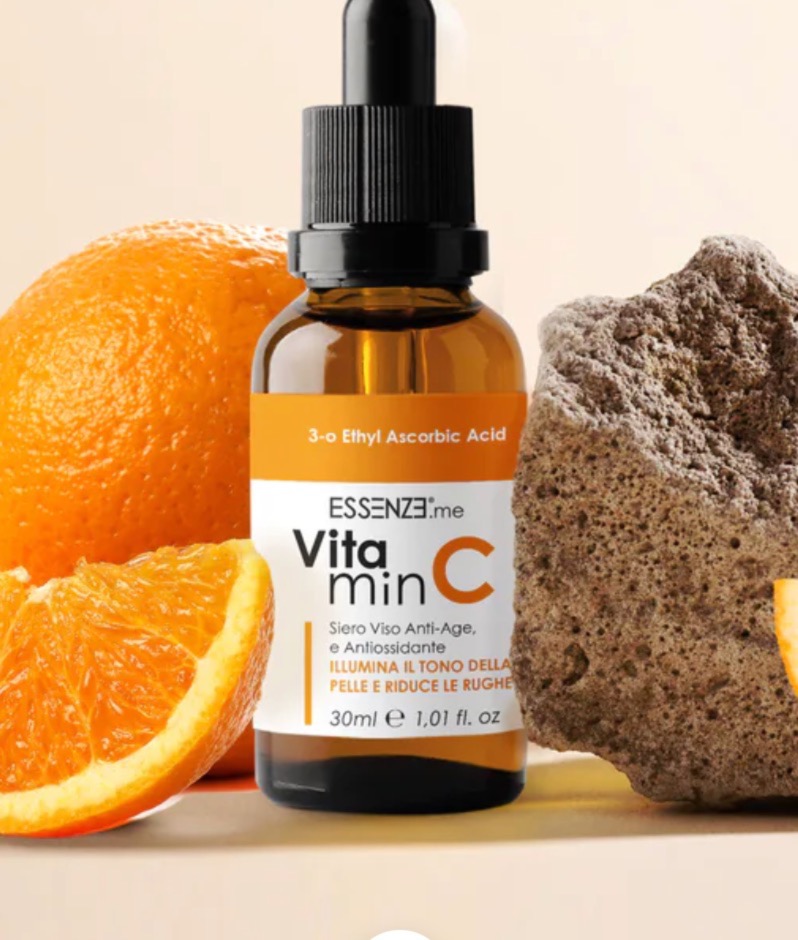 3-o Ethyl Ascorbic Acid
ESSENZE®.me
Vita
min C
Siero Viso Anti-Age,
e Antiossidante
ILLUMINA IL TONO DELLA
PELLE E RIDUCE LE RUGHE
30ml ℮ 1,01 fl. oz